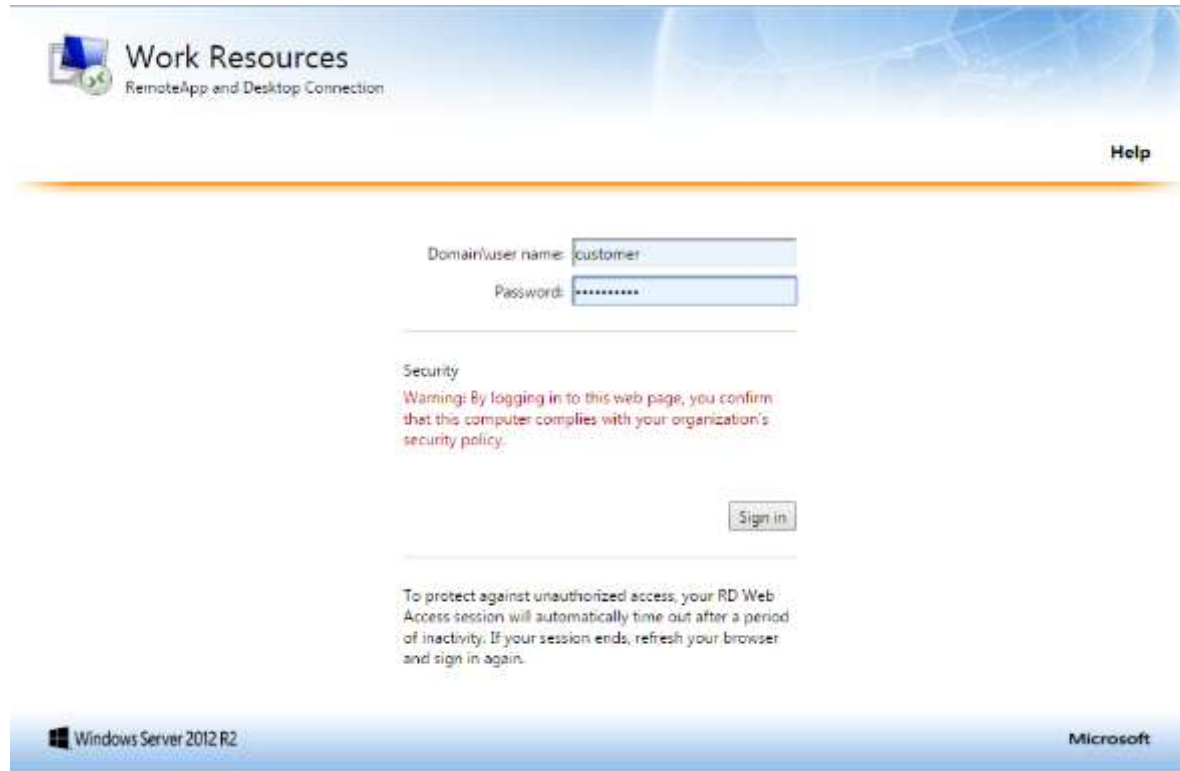 Work Resources
RemoteApp and Desktop Connection
Help
Domain\user name: customer
Password: ••••••••••
Security
Warning: By logging in to this web page, you confirm
that this computer complies with your organization's
security policy.
Sign in
To protect against unauthorized access, your RD Web
Access session will automatically time out after a period
of inactivity. If your session ends, refresh your browser
and sign in again.
Windows Server 2012 R2
Microsoft